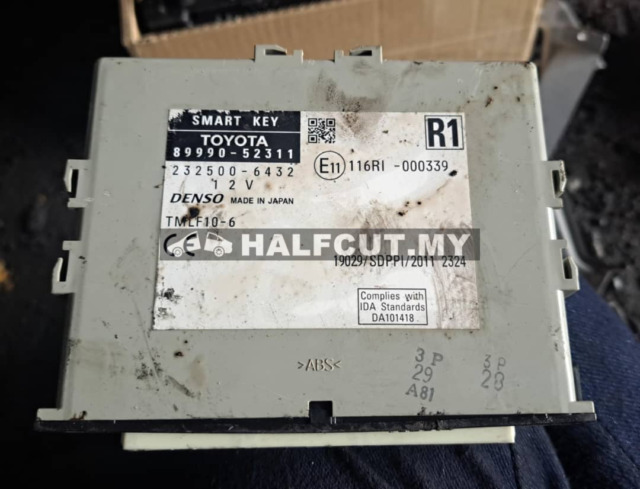 SMART KEY
TOYOTA
89990-52311
232500-6432
12V
DENSO MADE IN JAPAN
TMLF10-6
CE
R1
E11 116RI -000339
HALFCUT.MY
19029/SDPPI/2011 2324
Complies with
IDA Standards
DA101418
>ABS<
3P
29
A81
3P
28